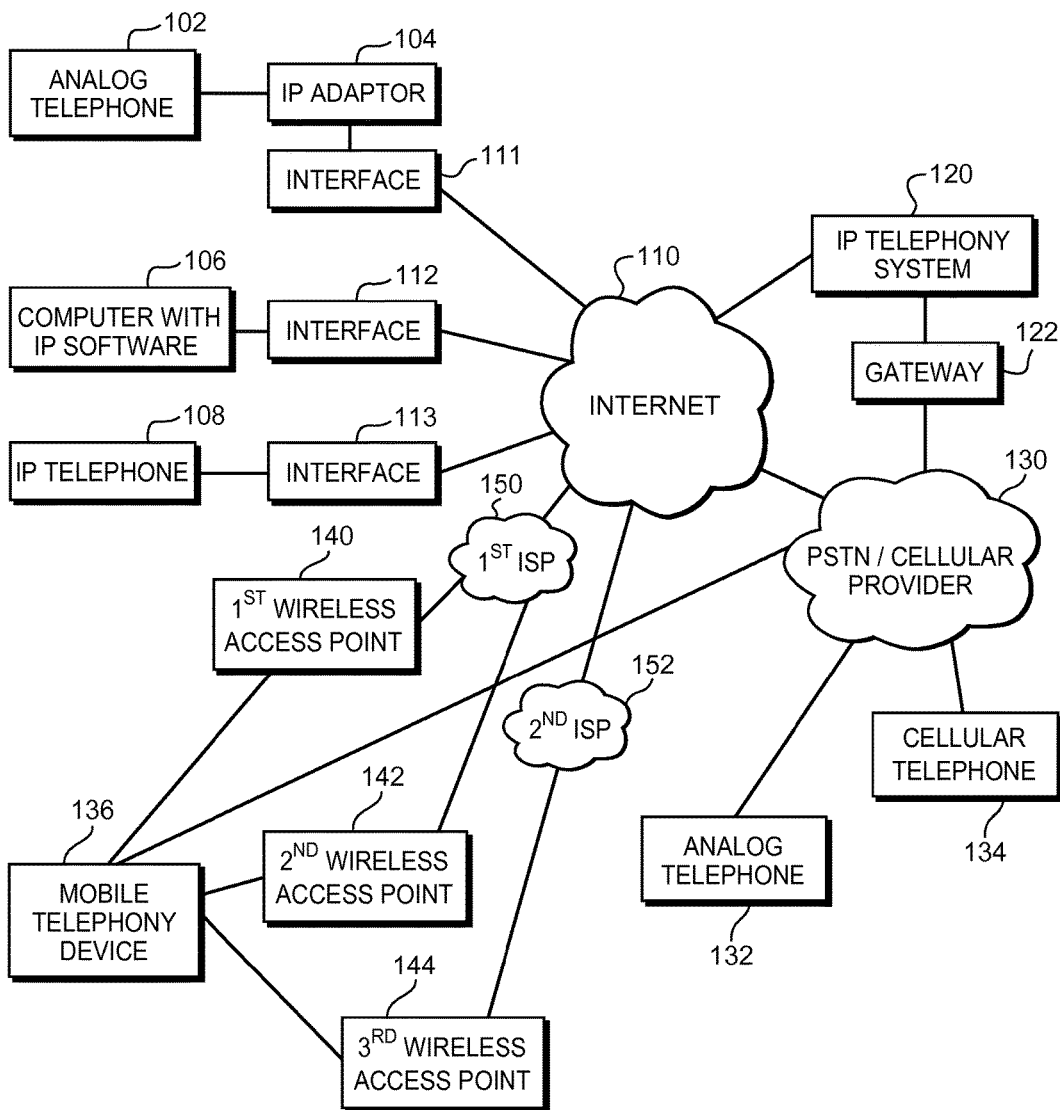 102
104
ANALOG
TELEPHONE
IP ADAPTOR
INTERFACE
111
120
IP TELEPHONY
SYSTEM
106
112
110
COMPUTER WITH
IP SOFTWARE
INTERFACE
122
GATEWAY
INTERNET
108
113
IP TELEPHONE
INTERFACE
130
150
1ST ISP
PSTN / CELLULAR
PROVIDER
140
1ST WIRELESS
ACCESS POINT
152
2ND ISP
CELLULAR
TELEPHONE
134
136
142
MOBILE
TELEPHONY
DEVICE
2ND WIRELESS
ACCESS POINT
ANALOG
TELEPHONE
132
144
3RD WIRELESS
ACCESS POINT